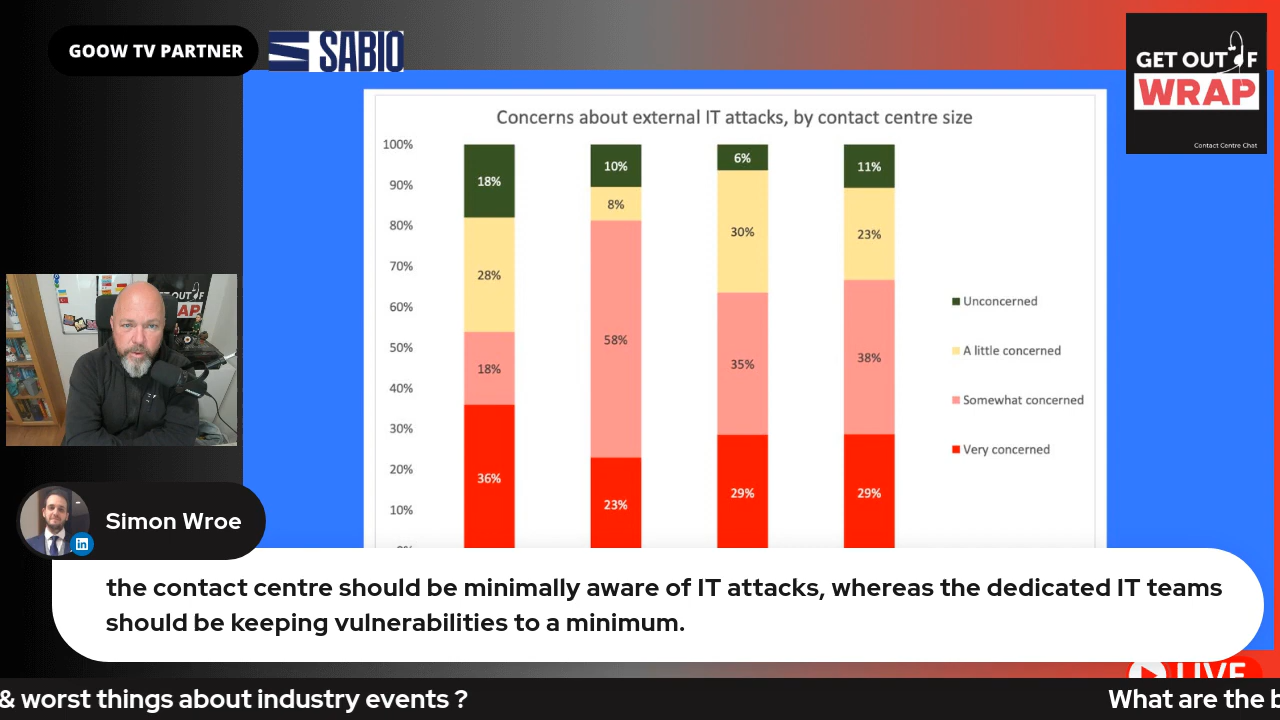 GOOW TV PARTNER
SABIO
GET OUT OF
WRAP
Contact Centre Chat
Concerns about external IT attacks, by contact centre size
100%
90%
80%
70%
60%
50%
40%
30%
20%
10%
18%
28%
18%
36%
10%
8%
58%
23%
6%
30%
35%
29%
11%
23%
38%
29%
Unconcerned
A little concerned
Somewhat concerned
Very concerned
Simon Wroe
in
the contact centre should be minimally aware of IT attacks, whereas the dedicated IT teams
should be keeping vulnerabilities to a minimum.
LIVE
& worst things about industry events ?
What are the b